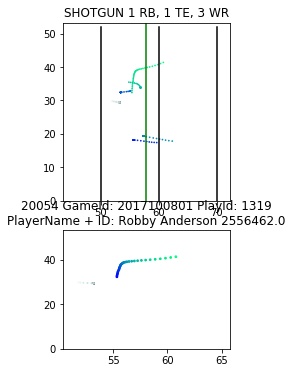 SHOTGUN 1 RB, 1 TE, 3 WR
50
40
30
20
10
0
50 60 70
20054 GameId: 2017100801 PlayId: 1319
PlayerName + ID: Robby Anderson 2556462.0
40
20
0
55 60 65